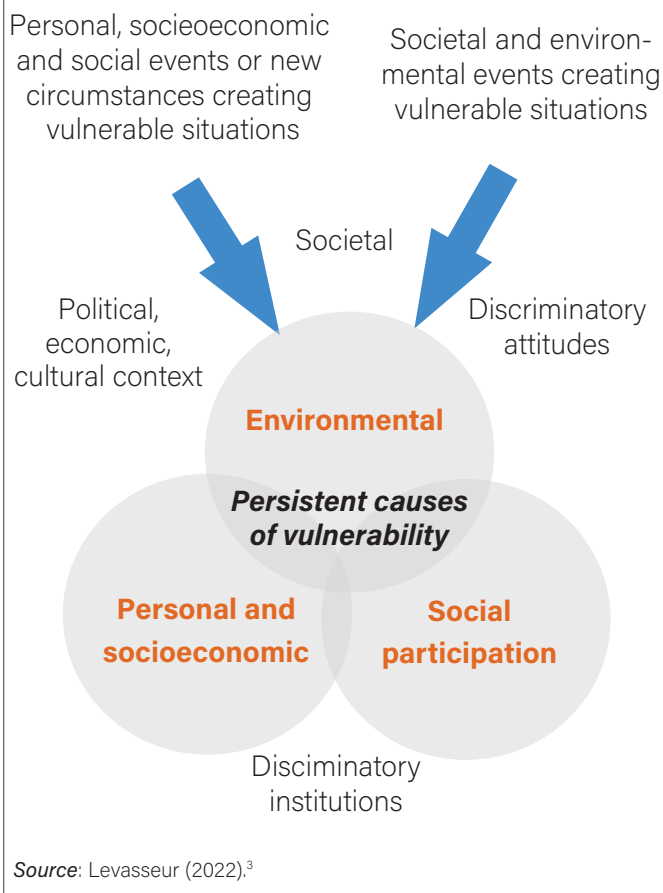 Personal, socieoeconomic
and social events or new
circumstances creating
vulnerable situations
Societal and environ-
mental events creating
vulnerable situations
Societal
Political,
economic,
cultural context
Discriminatory
attitudes
Environmental
Persistent causes
of vulnerability
Personal and
socioeconomic
Social
participation
Disciminatory
institutions
Source: Levasseur (2022).³